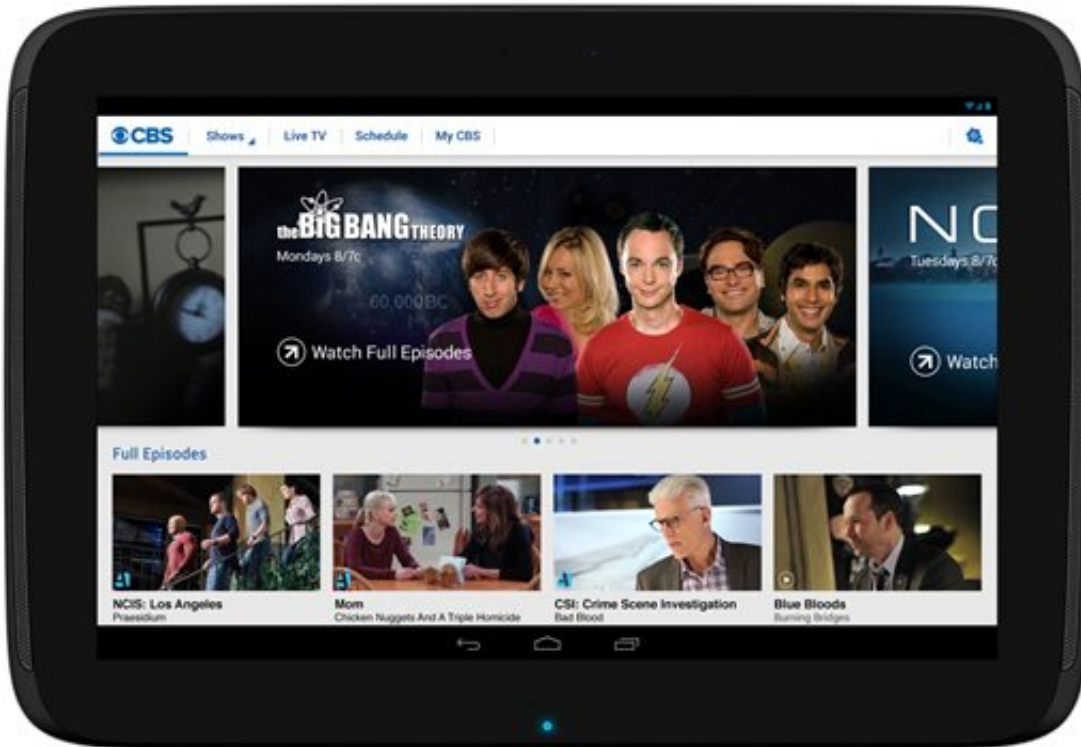 CBS
Shows
Live TV
Schedule
My CBS
the BiG BANG THEORY
Mondays 8/7c
60,000 BC
Watch Full Episodes
NC
Tuesdays 8/7c
Watch
Full Episodes
NCIS: Los Angeles
Praesidium
Mom
Chicken Nuggets And A Triple Homicide
CSI: Crime Scene Investigation
Bad Blood
Blue Bloods
Burning Bridges